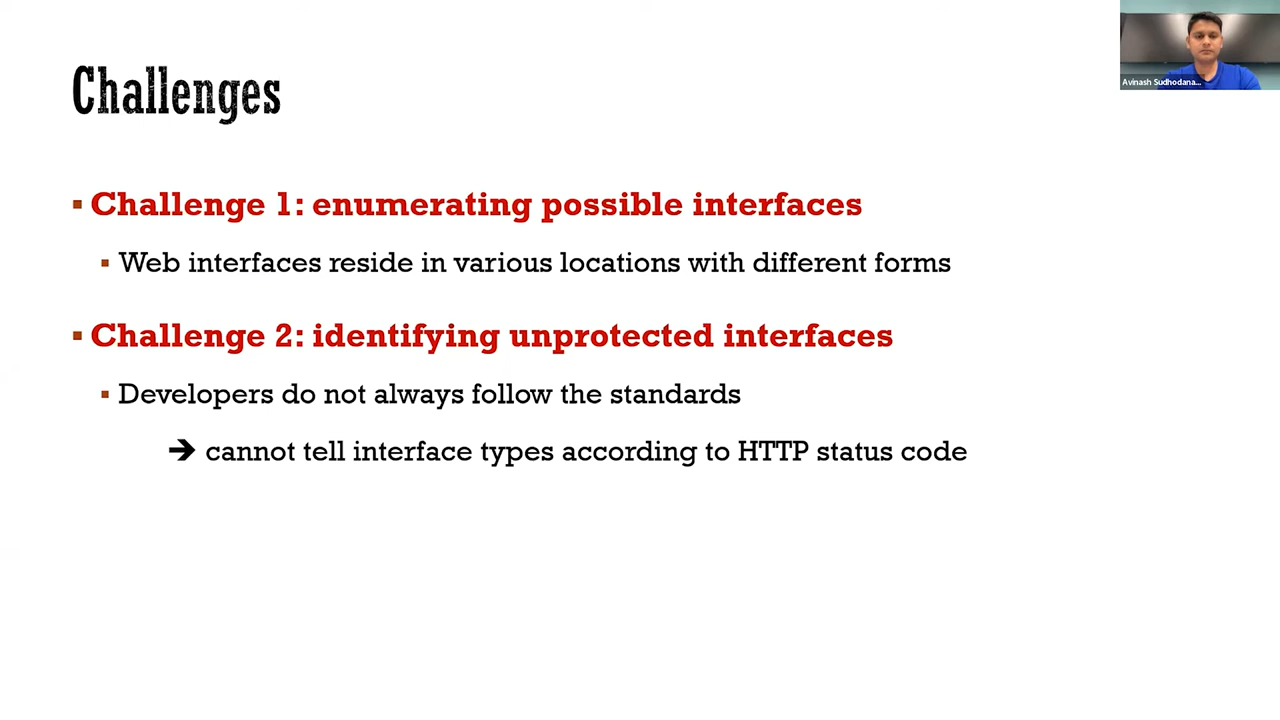 Challenges
Avinash Sudhodana...
▪ Challenge 1: enumerating possible interfaces
▪ Web interfaces reside in various locations with different forms
▪ Challenge 2: identifying unprotected interfaces
▪ Developers do not always follow the standards
➔ cannot tell interface types according to HTTP status code